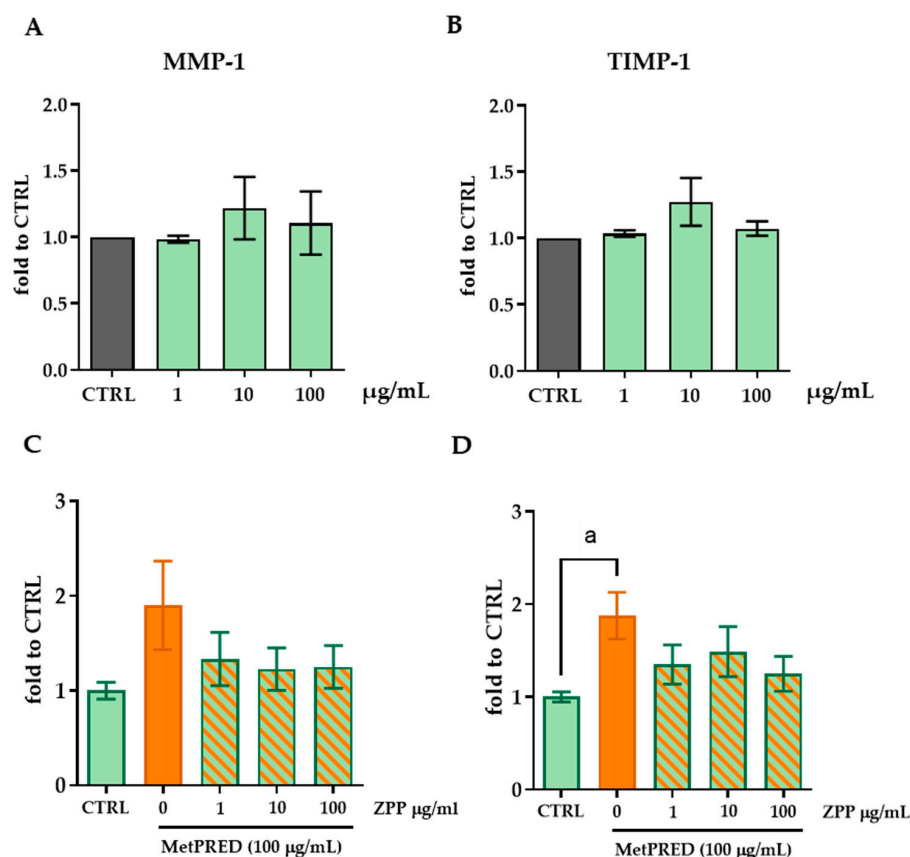 A
MMP-1
fold to CTRL
2.0
1.5
1.0
0.5
0.0
CTRL 1 10 100 µg/mL
B
TIMP-1
fold to CTRL
2.0
1.5
1.0
0.5
0.0
CTRL 1 10 100 µg/mL
C
fold to CTRL
3
2
1
0
CTRL 0 1 10 100 ZPP µg/ml
MetPRED (100 µg/mL)
D
fold to CTRL
3
2
1
0
a
CTRL 0 1 10 100 ZPP µg/mL
MetPRED (100 µg/mL)